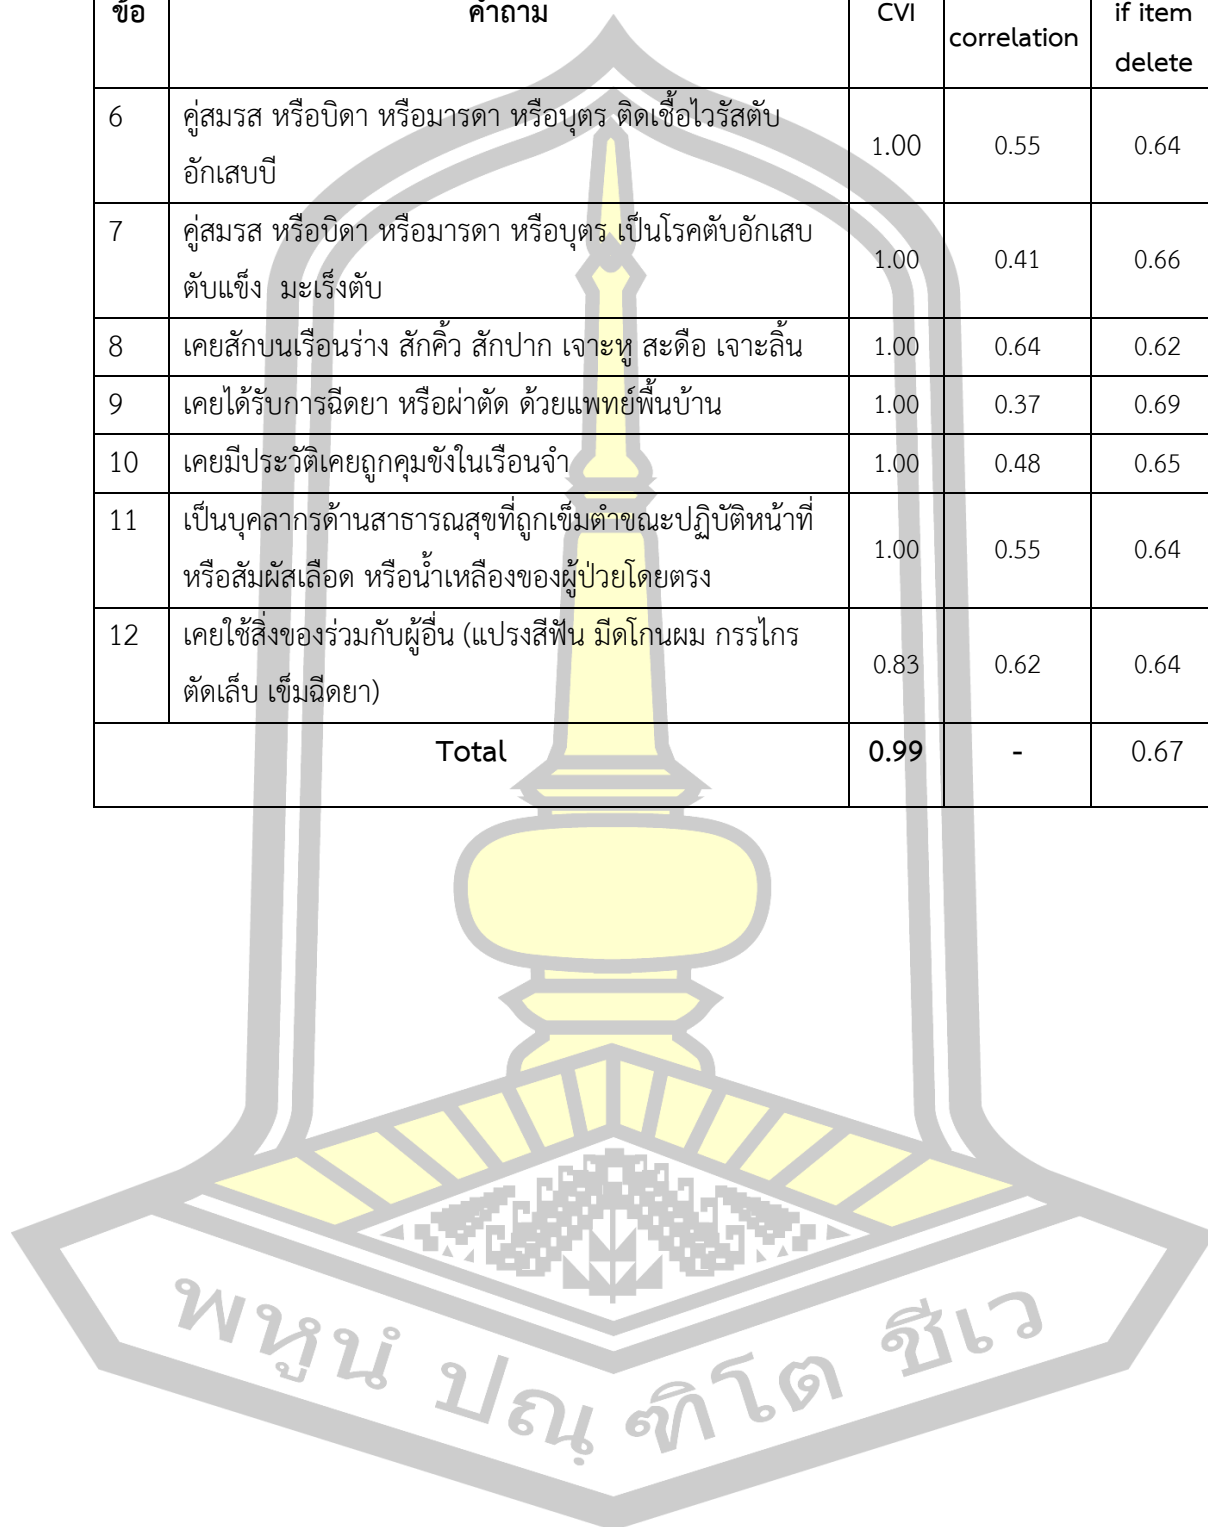 ข้อ คำถาม CVI correlation if item delete
6 คู่สมรส หรือบิดา หรือมารดา หรือบุตร ติดเชื้อไวรัสตับ
อักเสบบี 1.00 0.55 0.64
7 คู่สมรส หรือบิดา หรือมารดา หรือบุตร เป็นโรคตับอักเสบ
ตับแข็ง มะเร็งตับ 1.00 0.41 0.66
8 เคยสักบนเรือนร่าง สักคิ้ว สักปาก เจาะหู สะดือ เจาะลิ้น 1.00 0.64 0.62
9 เคยได้รับการฉีดยา หรือผ่าตัด ด้วยแพทย์พื้นบ้าน 1.00 0.37 0.69
10 เคยมีประวัติเคยถูกคุมขังในเรือนจำ 1.00 0.48 0.65
11 เป็นบุคลากรด้านสาธารณสุขที่ถูกเข็มตำขณะปฏิบัติหน้าที่
หรือสัมผัสเลือด หรือน้ำเหลืองของผู้ป่วยโดยตรง 1.00 0.55 0.64
12 เคยใช้สิ่งของร่วมกับผู้อื่น (แปรงสีฟัน มีดโกนผม กรรไกร
ตัดเล็บ เข็มฉีดยา) 0.83 0.62 0.64
Total 0.99 - 0.67
พหูนํ ปณฺฑิโต ชีเว